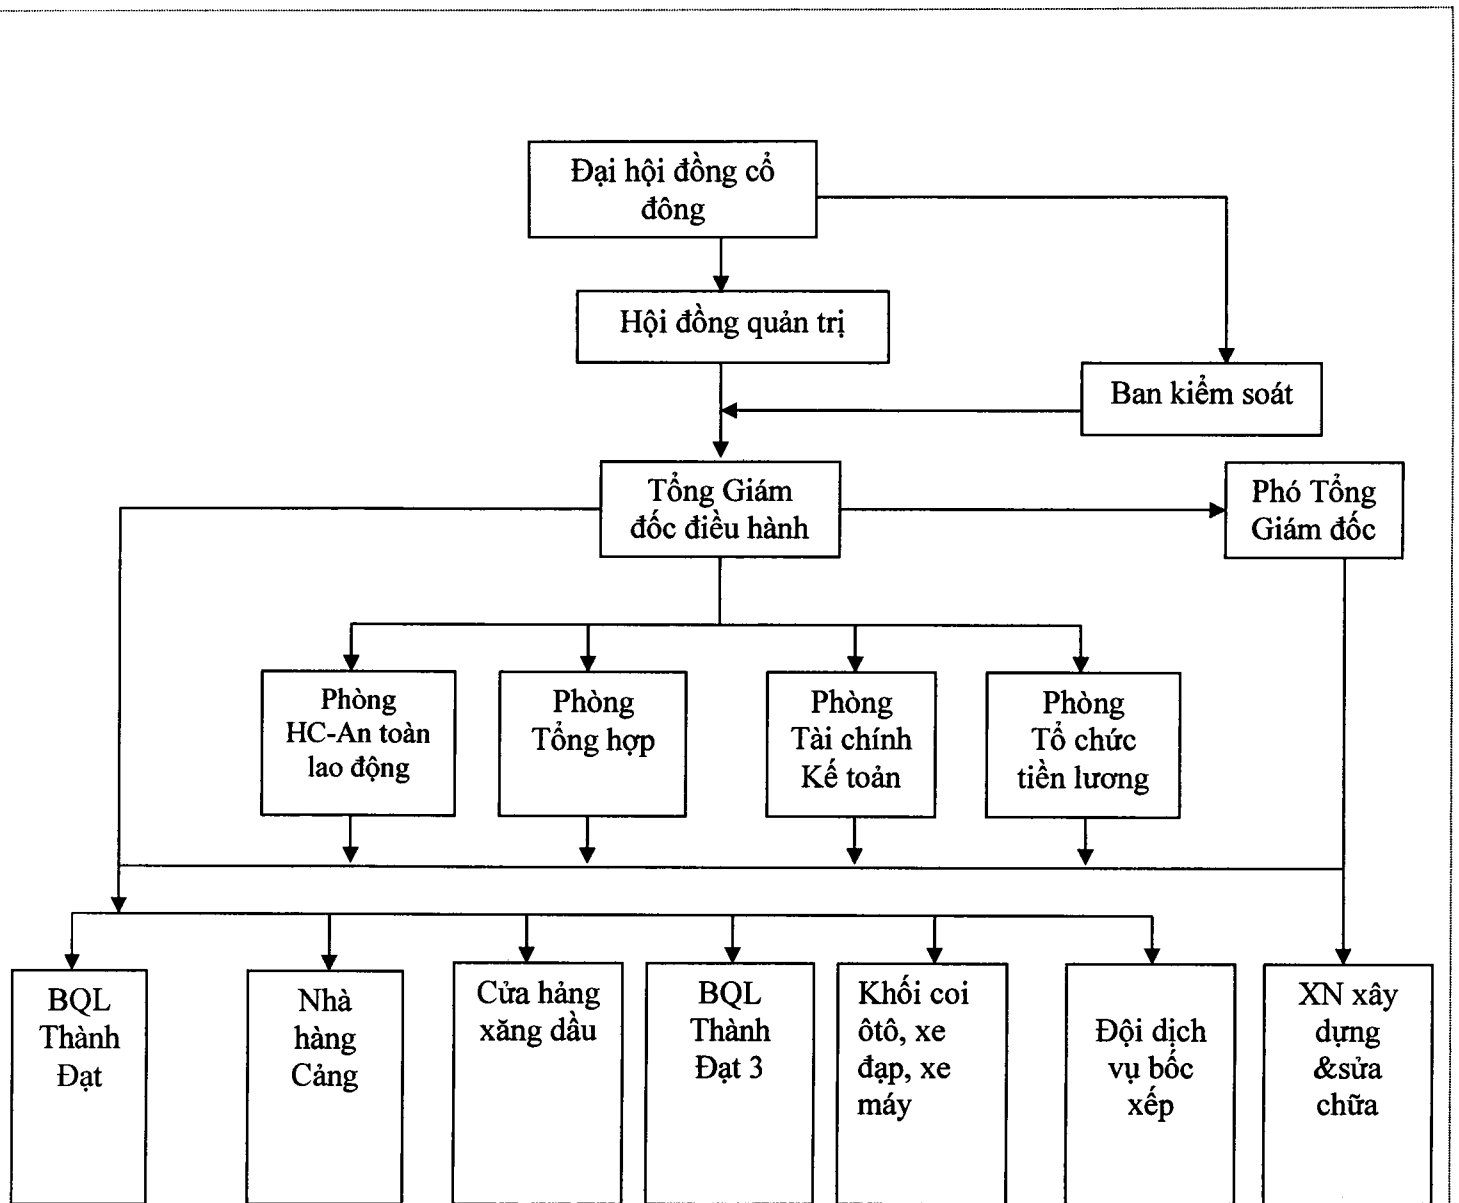 Đại hội đồng cổ
đông
Hội đồng quản trị
Ban kiểm soát
Tổng Giám
đốc điều hành
Phó Tổng
Giám đốc
Phòng
HC-An toàn
lao động
Phòng
Tổng hợp
Phòng
Tài chính
Kế toản
Phòng
Tổ chức
tiền lương
BQL
Thành
Đạt
Nhà
hàng
Cảng
Cửa hảng
xăng dầu
BQL
Thành
Đạt 3
Khối coi
ôtô, xe
đạp, xe
máy
Đội dịch
vụ bốc
xếp
XN xây
dựng
&sửa
chữa